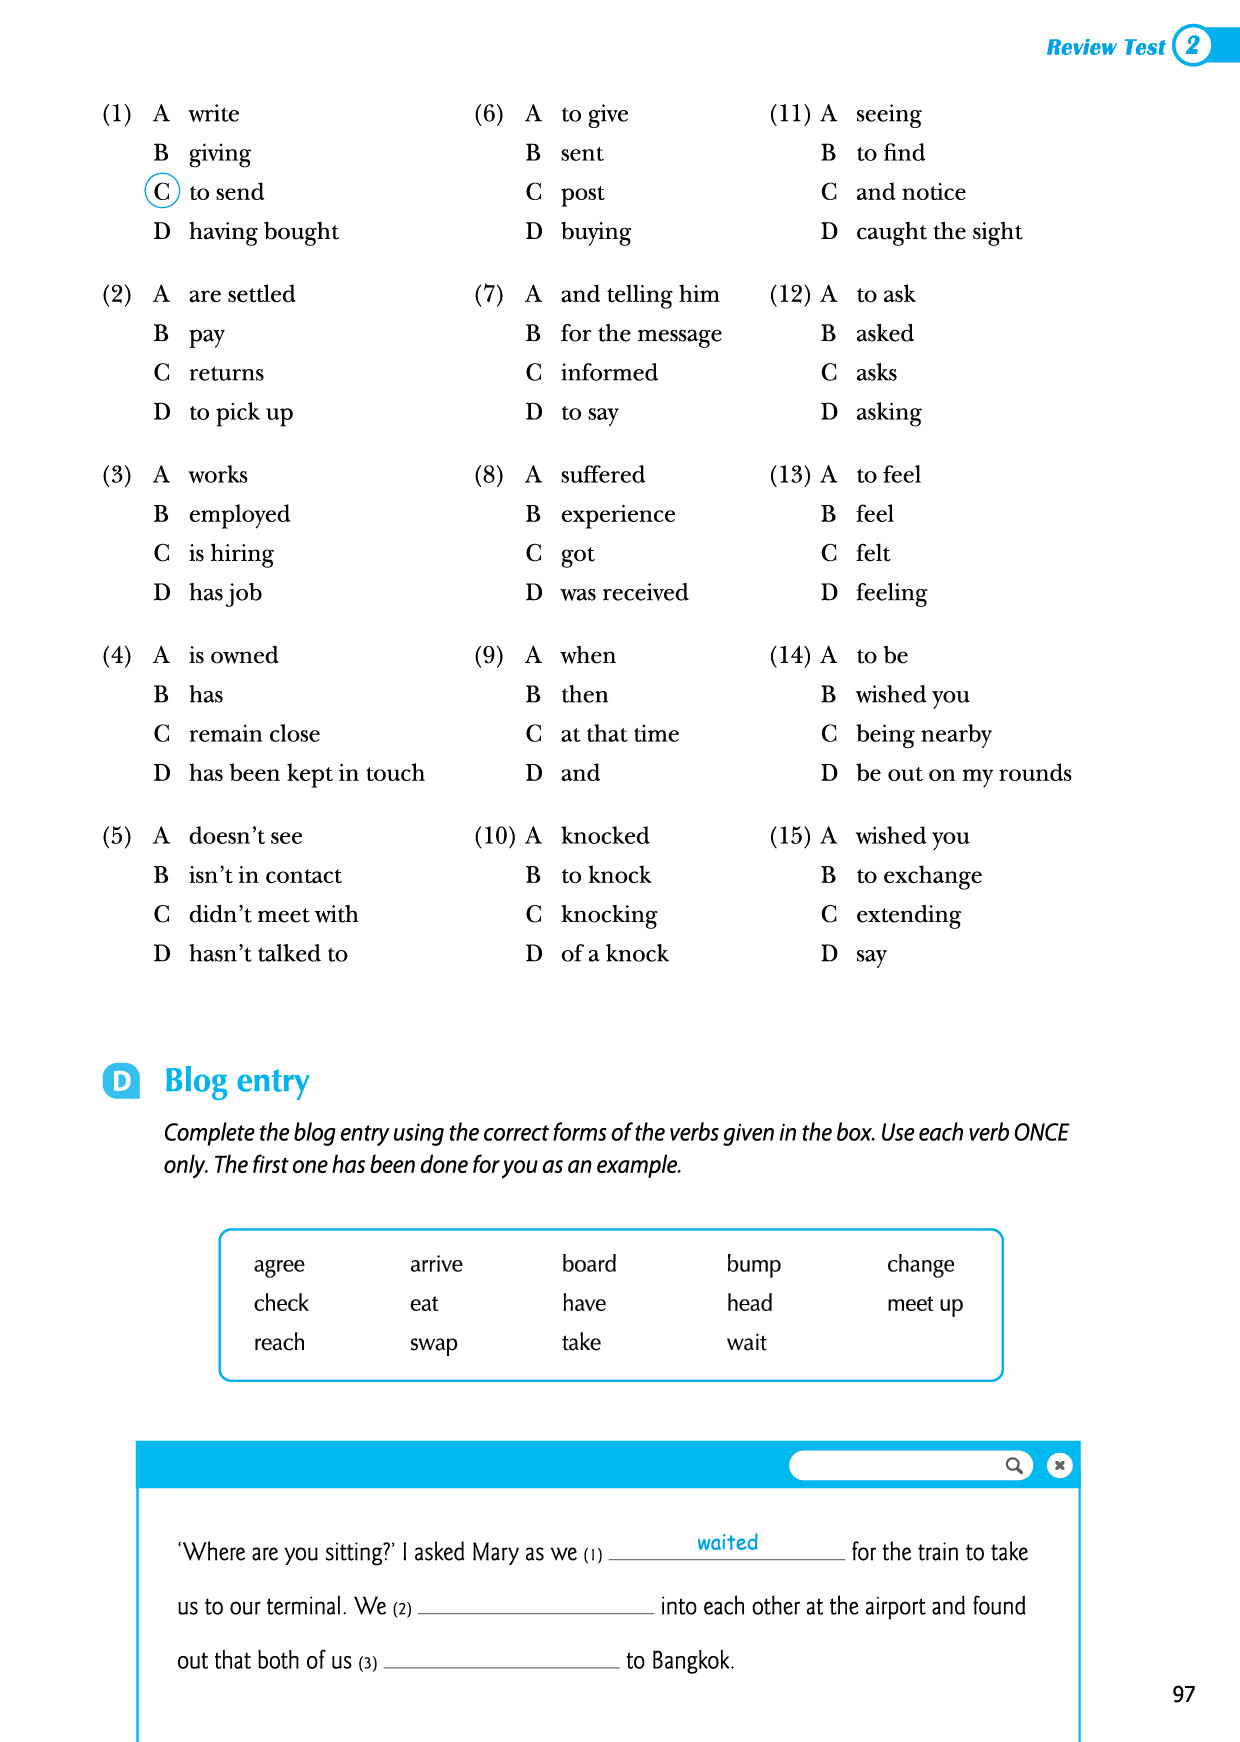 Review Test 2
(1) A write
B giving
C to send
D having bought
(2) A are settled
B pay
C returns
D to pick up
(3) A works
B employed
C is hiring
D has job
(4) A is owned
B has
C remain close
D has been kept in touch
(5) A doesn't see
B isn't in contact
C didn't meet with
D hasn't talked to
(6) A to give
B sent
C post
D buying
(7) A and telling him
B for the message
C informed
D to say
(8) A suffered
B experience
C got
D was received
(9) A when
B then
C at that time
D and
(10) A knocked
B to knock
C knocking
D of a knock
(11) A seeing
B to find
C and notice
D caught the sight
(12) A to ask
B asked
C asks
D asking
(13) A to feel
B feel
C felt
D feeling
(14) A to be
B wished you
C being nearby
D be out on my rounds
(15) A wished you
B to exchange
C extending
D say
D Blog entry
Complete the blog entry using the correct forms of the verbs given in the box. Use each verb ONCE
only. The first one has been done for you as an example.
agree arrive board bump change
check eat have head meet up
reach swap take wait
'Where are you sitting?' I asked Mary as we (1) waited for the train to take
us to our terminal. We (2) ____ into each other at the airport and found
out that both of us (3) ____ to Bangkok.
97